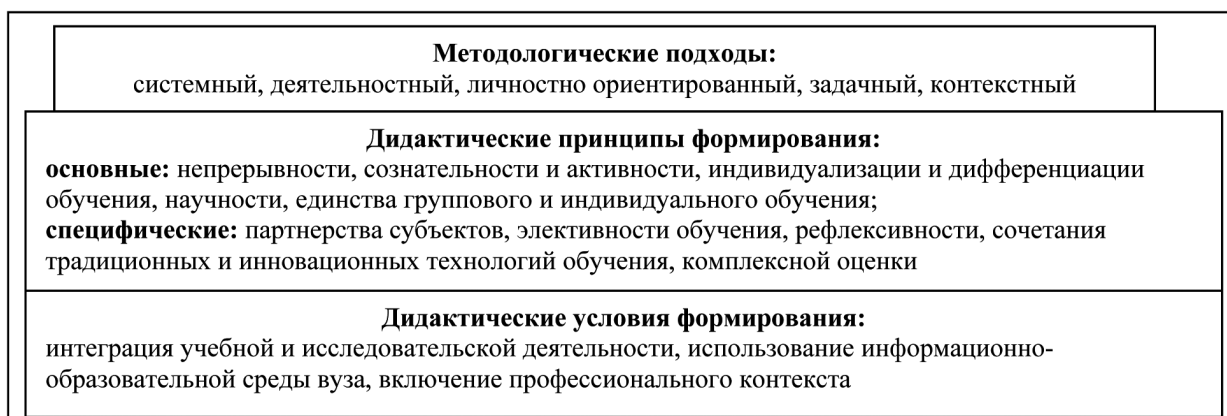 Методологические подходы:
системный, деятельностный, личностно ориентированный, задачный, контекстный
Дидактические принципы формирования:
основные: непрерывности, сознательности и активности, индивидуализации и дифференциации
обучения, научности, единства группового и индивидуального обучения;
специфические: партнерства субъектов, элективности обучения, рефлексивности, сочетания
традиционных и инновационных технологий обучения, комплексной оценки
Дидактические условия формирования:
интеграция учебной и исследовательской деятельности, использование информационно-
образовательной среды вуза, включение профессионального контекста